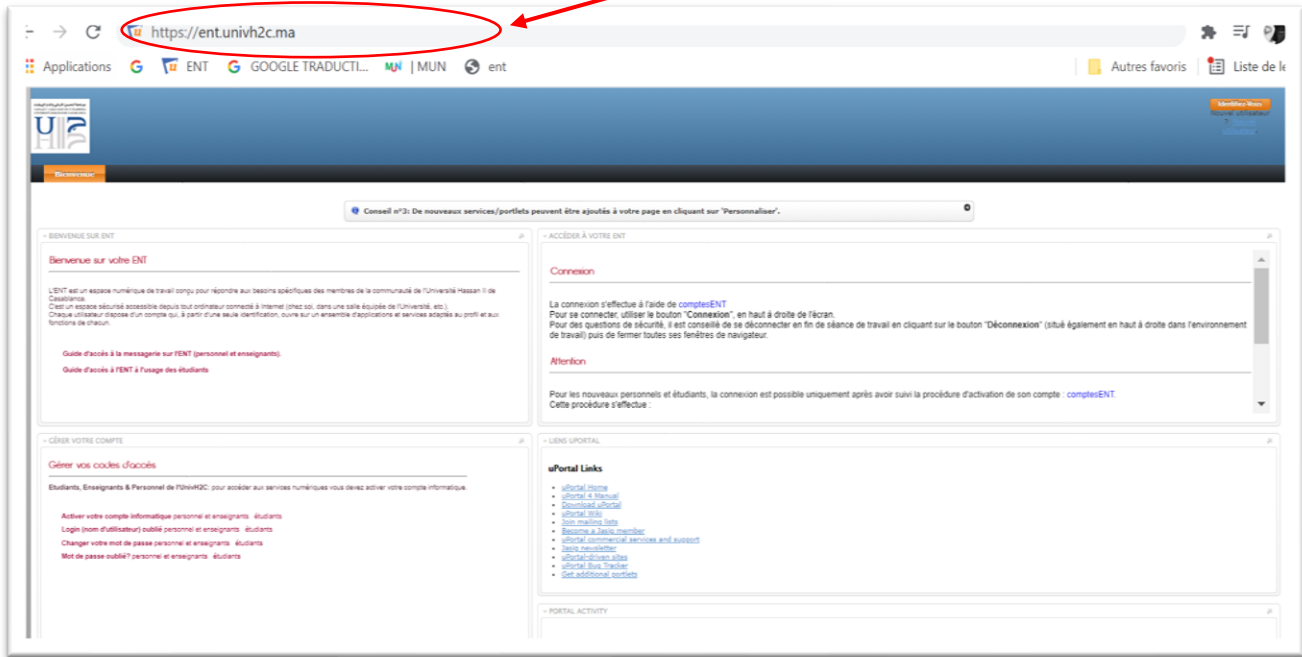 https://ent.univh2c.ma
Applications G ENT G GOOGLE TRADUCTI... MUN | MUN ent Autres favoris Liste de le
UH2
Identifiez-Vous
Nouvel utilisateur
?
utilisateur
Bienvenue
Conseil n°3: De nouveaux services/portlets peuvent être ajoutés à votre page en cliquant sur 'Personnaliser'.
BIENVENUE SUR ENT
Bienvenue sur votre ENT
L'ENT est un espace numérique de travail conçu pour répondre aux besoins spécifiques des membres de la communauté de l'Université Hassan II de
Casablanca.
C'est un espace sécurisé accessible depuis tout ordinateur connecté à Internet (chez soi, dans une salle équipée de l'Université, etc.).
Chaque utilisateur dispose d'un compte qui, à partir d'une seule identification, ouvre sur un ensemble d'applications et services adaptés au profil et aux
fonctions de chacun.
Guide d'accès à la messagerie sur l'ENT (personnel et enseignants).
Guide d'accès à l'ENT à l'usage des étudiants
ACCÉDER À VOTRE ENT
Connexion
La connexion s'effectue à l'aide de comptesENT
Pour se connecter, utiliser le bouton "Connexion", en haut à droite de l'écran.
Pour des questions de sécurité, il est conseillé de se déconnecter en fin de séance de travail en cliquant sur le bouton "Déconnexion" (situé également en haut à droite dans l'environnement
de travail) puis de fermer toutes ses fenêtres de navigateur.
Attention
Pour les nouveaux personnels et étudiants, la connexion est possible uniquement après avoir suivi la procédure d'activation de son compte : comptesENT.
Cette procédure s'effectue :
GÉRER VOTRE COMPTE
Gérer vos codes d'accès
Etudiants, Enseignants & Personnel de l'UnivH2C: pour accéder aux services numériques vous devez activer votre compte informatique.
Activer votre compte informatique personnel et enseignants étudiants
Login (nom d'utilisateur) oublié personnel et enseignants étudiants
Changer votre mot de passe personnel et enseignants étudiants
Mot de passe oublié? personnel et enseignants étudiants
LIENS UPORTAL
uPortal Links
uPortal Home
uPortal 4 Manual
Download uPortal
uPortal Wiki
Join mailing lists
Become a Jasig member
uPortal commercial services and support
Jasig newsletter
uPortal-driven sites
uPortal Bug Tracker
Get additional portlets
PORTAL ACTIVITY